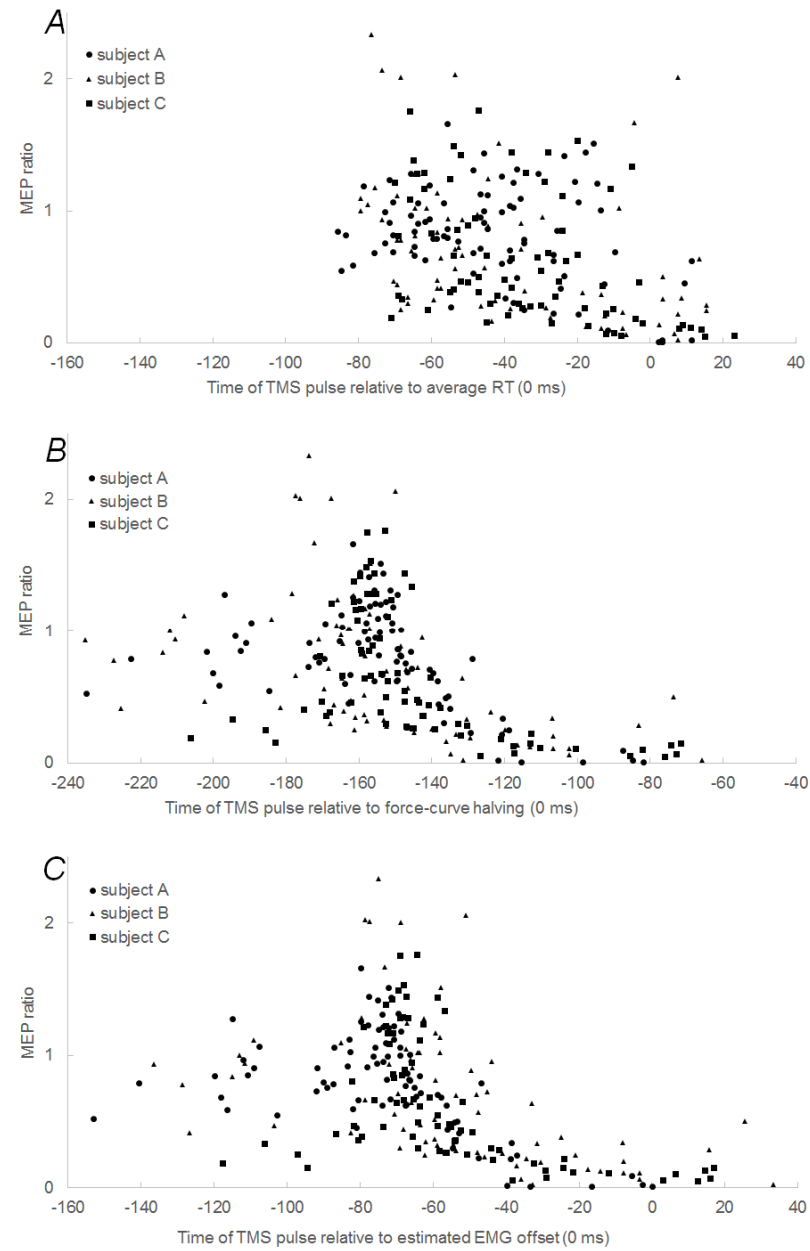 A
subject A
subject B
subject C
2
1
0
MEP ratio
-160 -140 -120 -100 -80 -60 -40 -20 0 20 40
Time of TMS pulse relative to average RT (0 ms)
B
subject A
subject B
subject C
2
1
0
MEP ratio
-240 -220 -200 -180 -160 -140 -120 -100 -80 -60 -40
Time of TMS pulse relative to force-curve halving (0 ms)
C
subject A
subject B
subject C
2
1
0
MEP ratio
-160 -140 -120 -100 -80 -60 -40 -20 0 20 40
Time of TMS pulse relative to estimated EMG offset (0 ms)